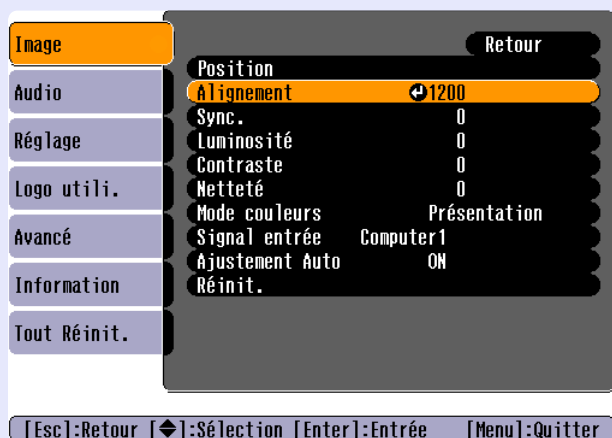 Image
Audio
Réglage
Logo utili.
Avancé
Information
Tout Réinit.
Retour
Position
Alignement 1200
Sync. 0
Luminosité 0
Contraste 0
Netteté 0
Mode couleurs Présentation
Signal entrée Computer1
Ajustement Auto ON
Réinit.
[Esc]:Retour [◆]:Sélection [Enter]:Entrée [Menu]:Quitter